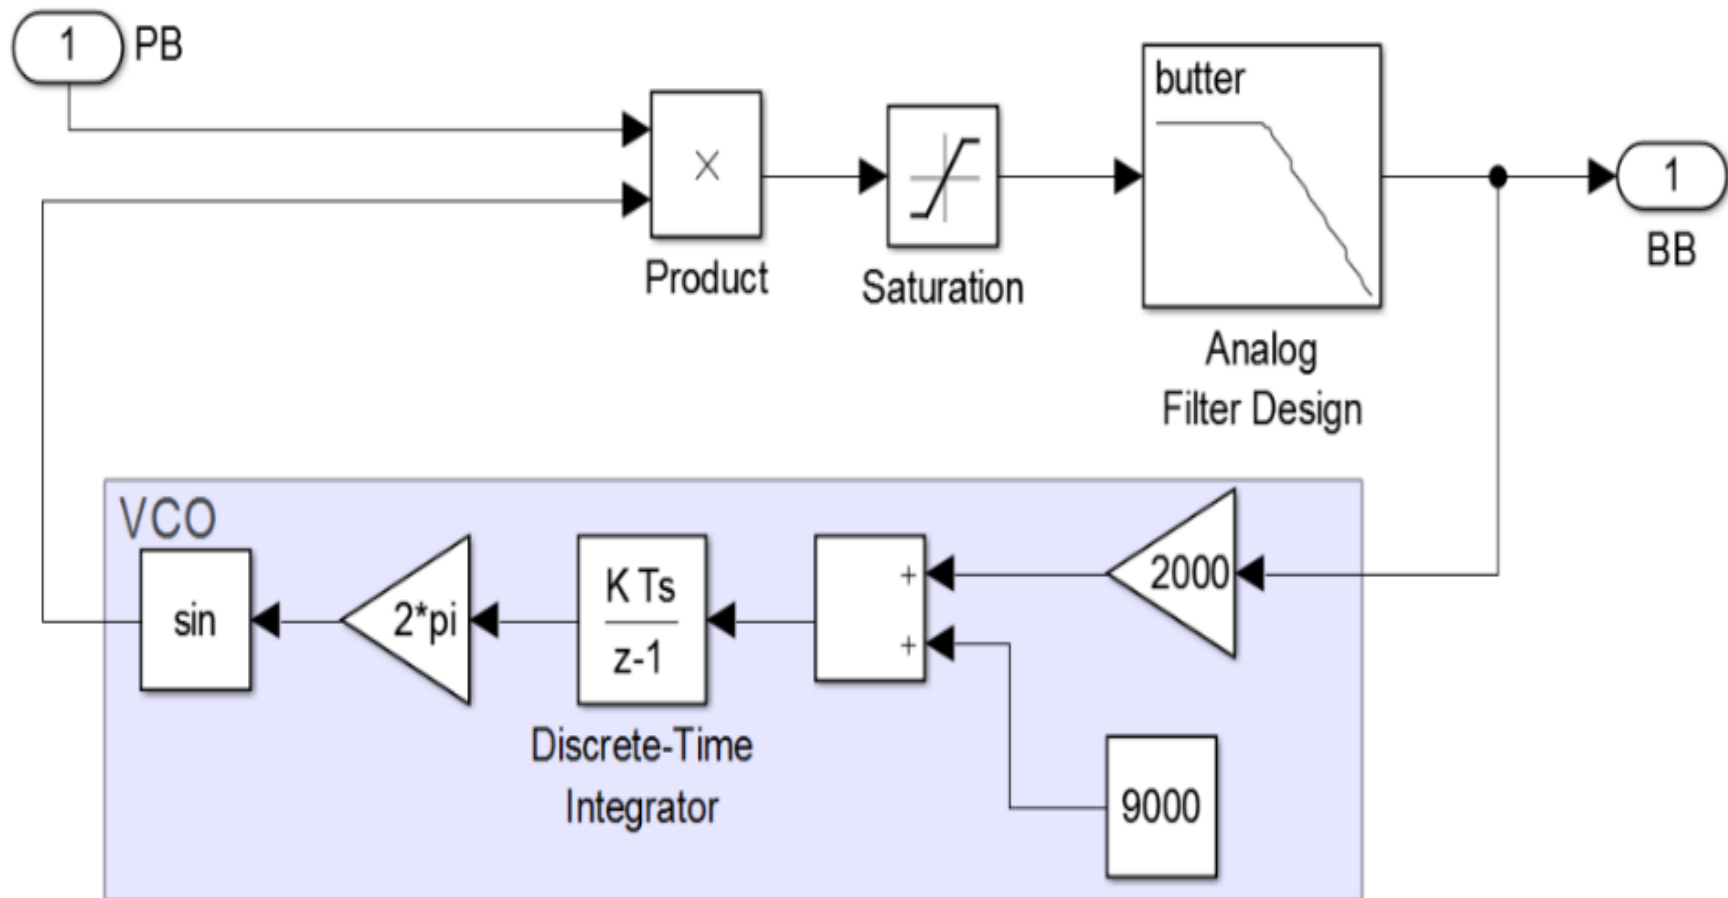 1 PB
butter
×
1
BB
Product
Saturation
Analog
Filter Design
VCO
sin
2*pi
K Ts
z-1
+
+
2000
Discrete-Time
Integrator
9000